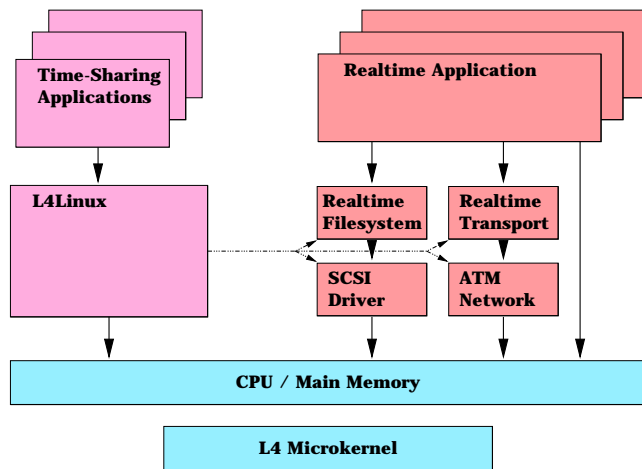 Time-Sharing
Applications
Realtime Application
L4Linux
Realtime
Filesystem
Realtime
Transport
SCSI
Driver
ATM
Network
CPU / Main Memory
L4 Microkernel